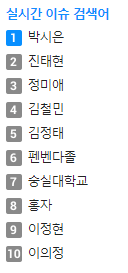 실시간 이슈 검색어
1 박시은
2 진태현
3 정미애
4 김철민
5 김정태
6 펜벤다졸
7 숭실대학교
8 홍자
9 이정현
10 이의정